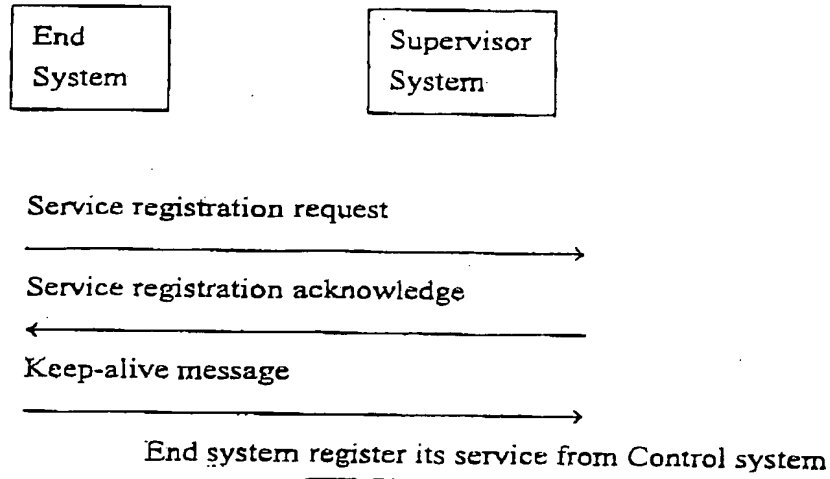 End
System
Supervisor
System
Service registration request
Service registration acknowledge
Keep-alive message
End system register its service from Control system